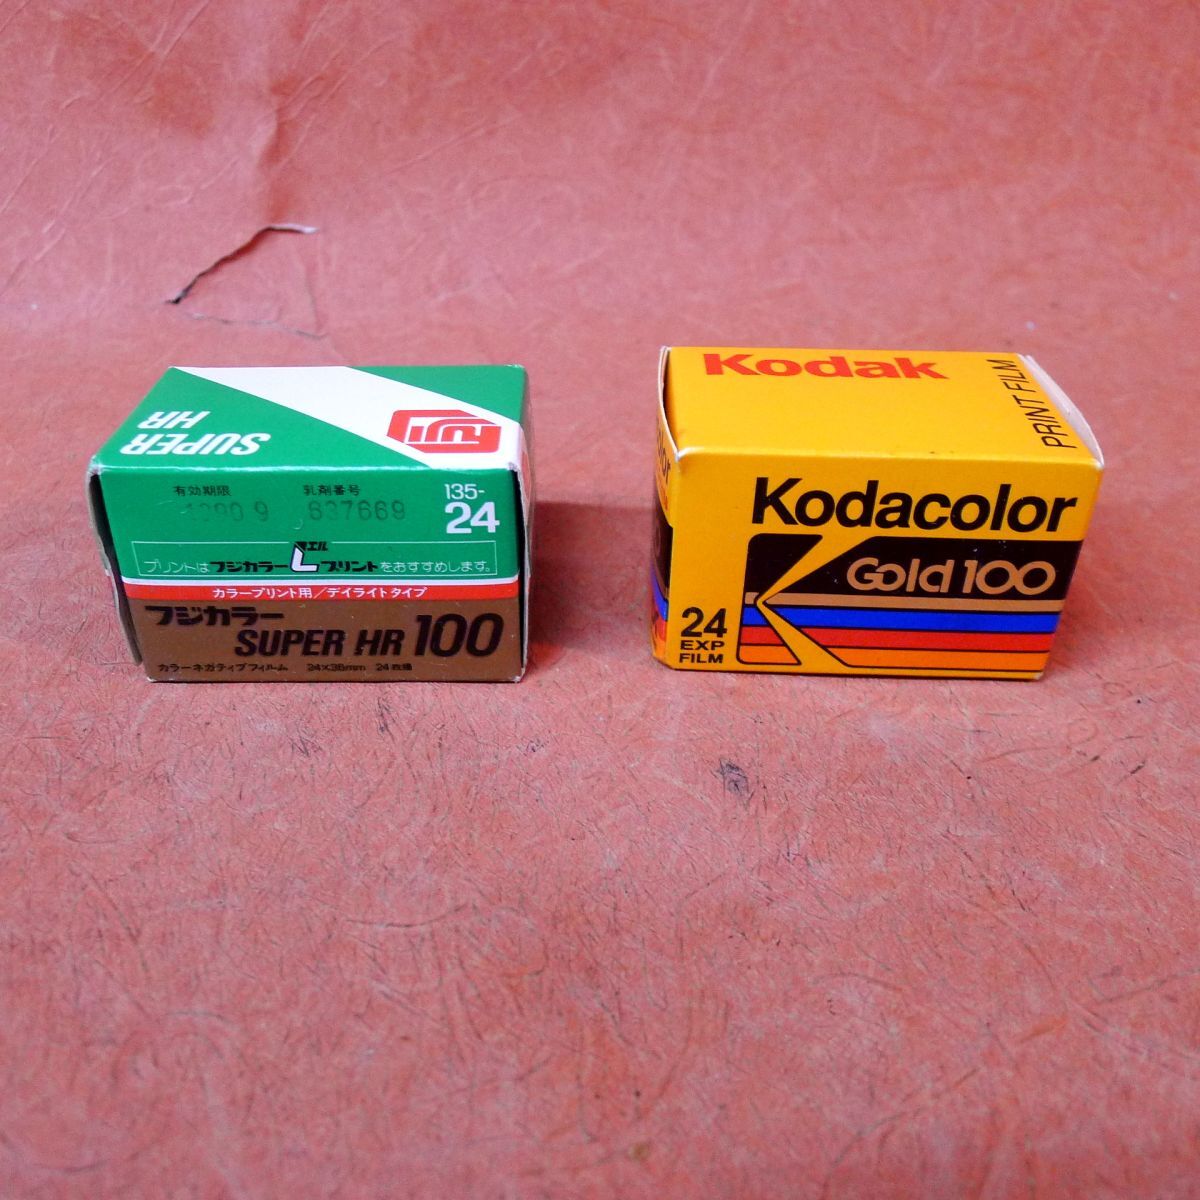 SUPER
HR
FUJI
有効期限 乳剤番号
1990 9 637669
135-
24
エル
プリントはフジカラーLプリントをおすすめします。
カラープリント用/デイライトタイプ
フジカラー
SUPER HR 100
カラーネガティブフィルム 24×36mm 24枚撮
Kodak
PRINT FILM
Kodacolor
Gold 100
24
EXP
FILM